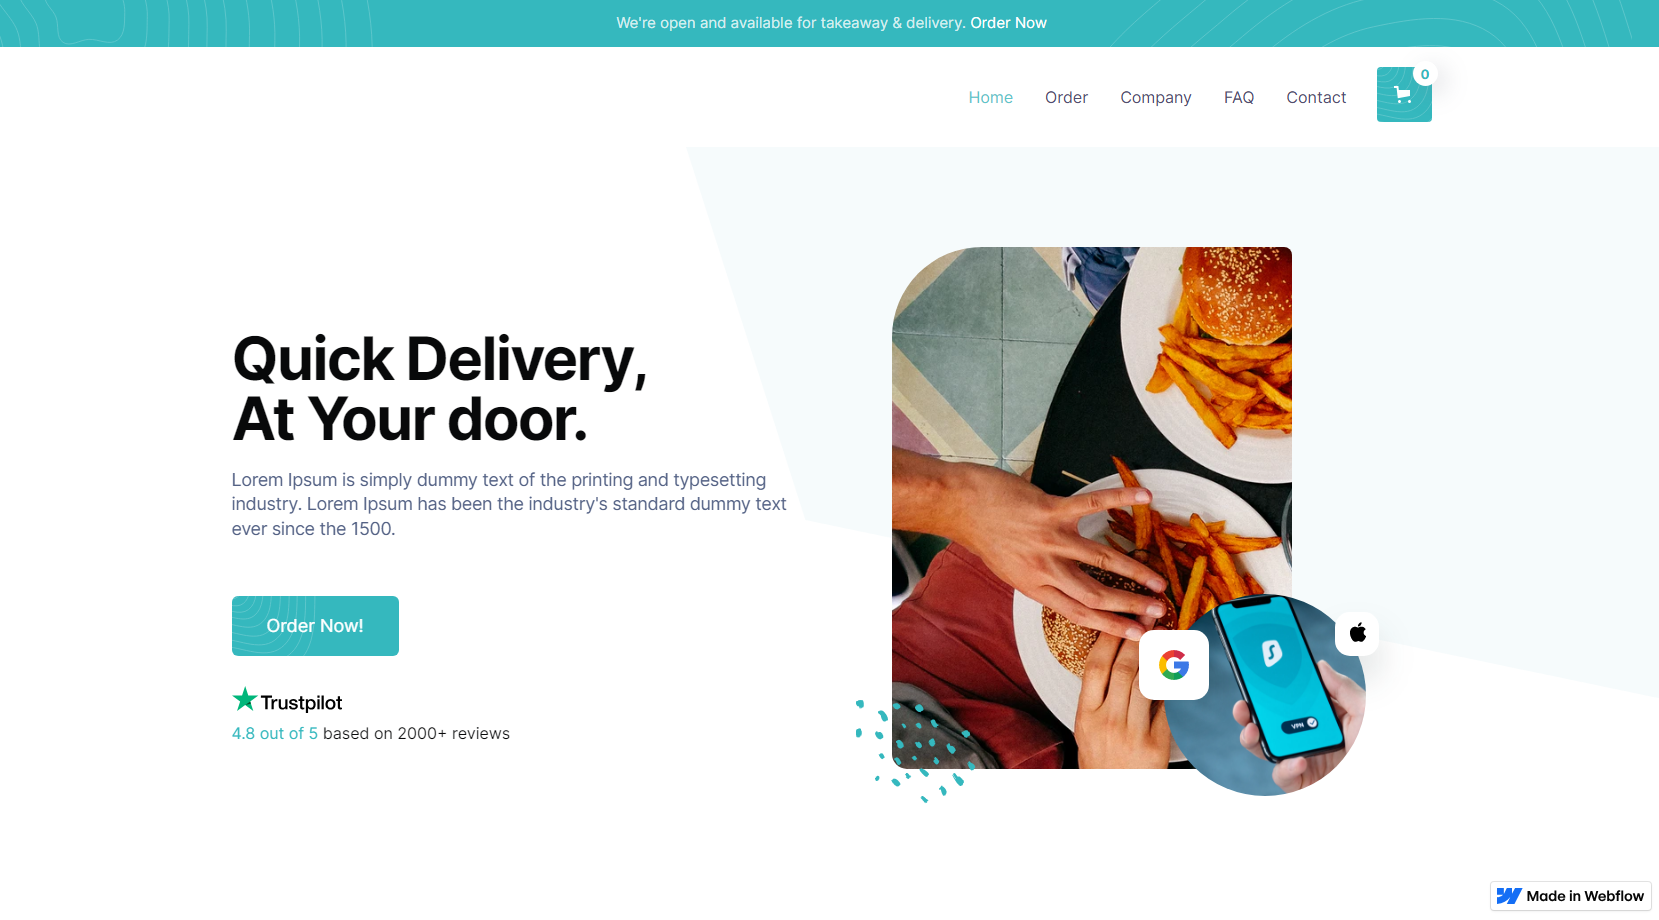 We're open and available for takeaway & delivery. Order Now
Home Order Company FAQ Contact 0
Quick Delivery,
At Your door.
Lorem Ipsum is simply dummy text of the printing and typesetting
industry. Lorem Ipsum has been the industry's standard dummy text
ever since the 1500.
Order Now!
Trustpilot
4.8 out of 5 based on 2000+ reviews
VPN
Made in Webflow